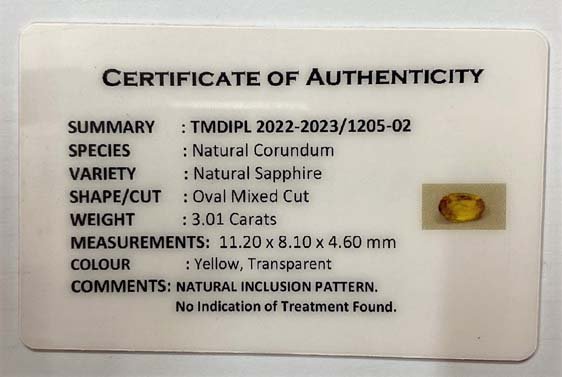 CERTIFICATE OF AUTHENTICITY
SUMMARY : TMDIPL 2022-2023/1205-02
SPECIES : Natural Corundum
VARIETY : Natural Sapphire
SHAPE/CUT : Oval Mixed Cut
WEIGHT : 3.01 Carats
MEASUREMENTS: 11.20 x 8.10 x 4.60 mm
COLOUR : Yellow, Transparent
COMMENTS: NATURAL INCLUSION PATTERN.
No Indication of Treatment Found.